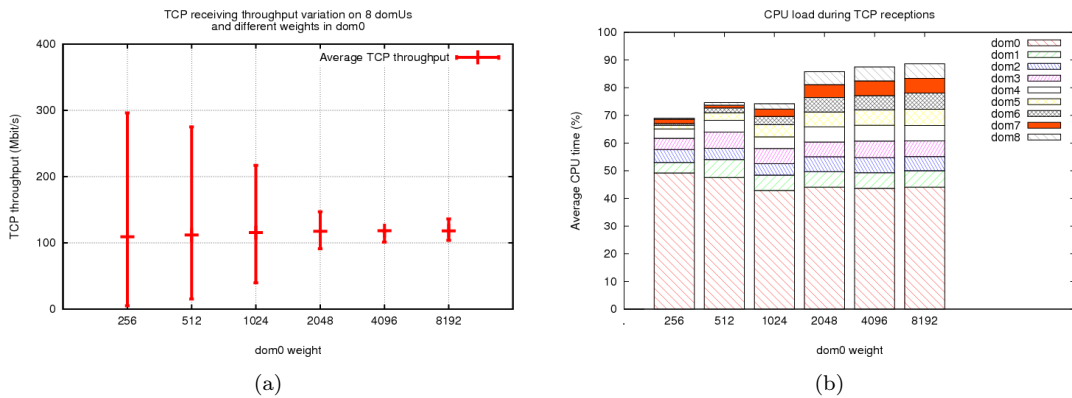 TCP receiving throughput variation on 8 domUs
and different weights in dom0
400
300
200
100
0
TCP throughput (Mbit/s)
Average TCP throughput
256 512 1024 2048 4096 8192
dom0 weight
(a)
CPU load during TCP receptions
100
90
80
70
60
50
40
30
20
10
0
Average CPU time (%)
dom0
dom1
dom2
dom3
dom4
dom5
dom6
dom7
dom8
. 256 512 1024 2048 4096 8192
dom0 weight
(b)